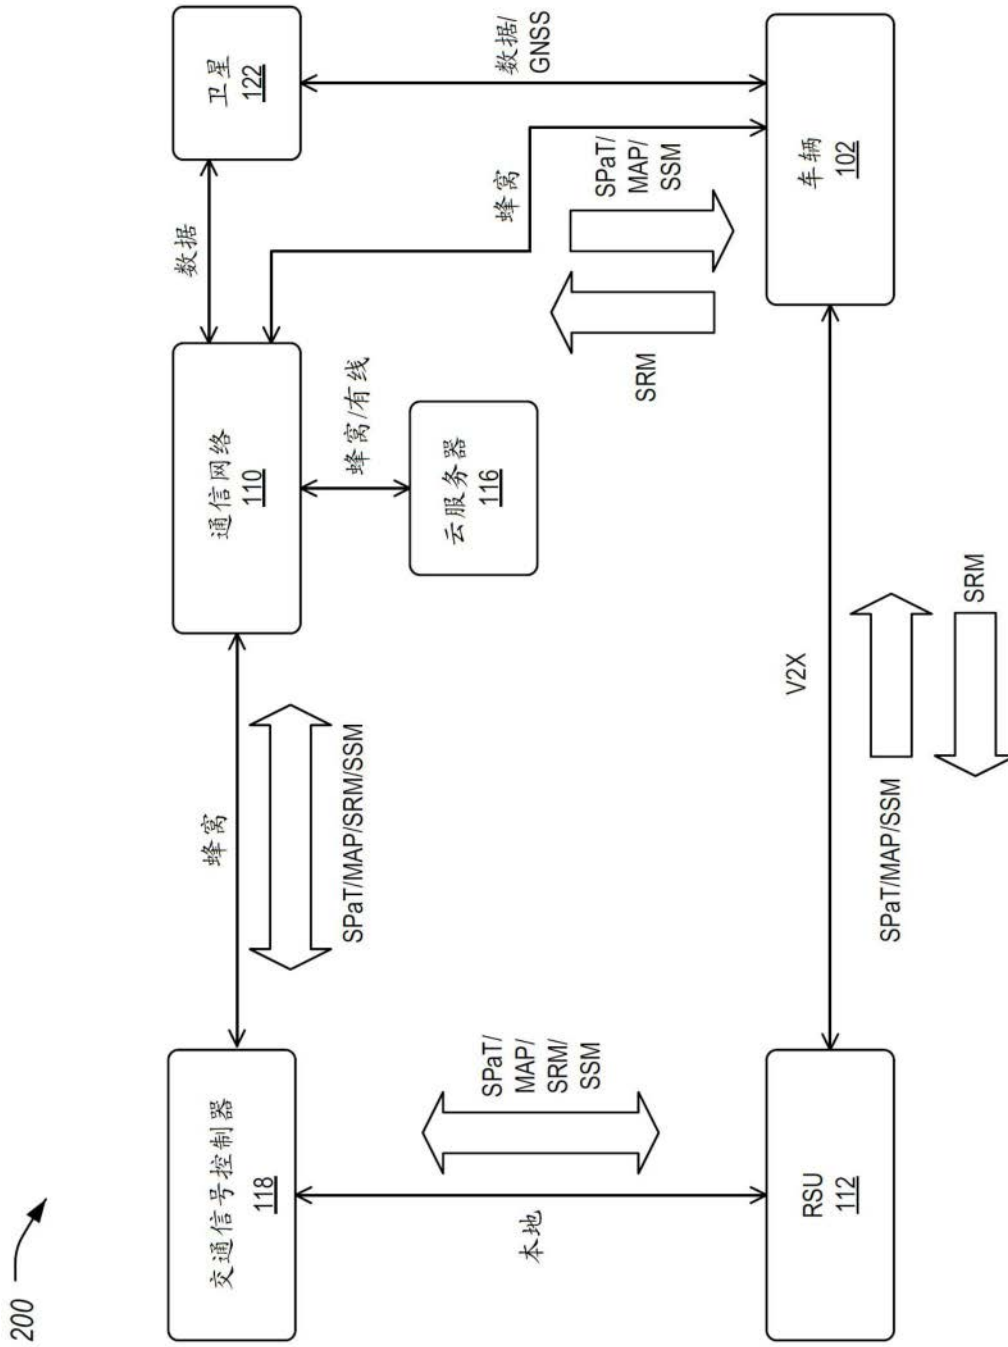 200
交通信号控制器
118
蜂窝
SPaT/MAP/SRM/SSM
通信网络
110
数据
卫星
122
蜂窝/有线
云服务器
116
蜂窝
数据/
GNSS
本地
SPaT/
MAP/
SRM/
SSM
SRM
SPaT/
MAP/
SSM
RSU
112
V2X
车辆
102
SPaT/MAP/SSM
SRM